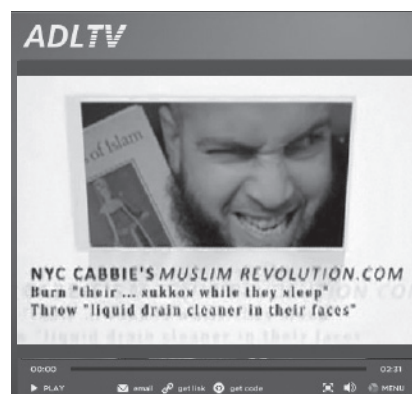 ADLTV
of Islam
NYC CABBIE'S MUSLIM REVOLUTION.COM
Burn "their ... sukkos while they sleep"
Throw "liquid drain cleaner in their faces"
00:00
02:31
PLAY
email
get link
get code
MENU